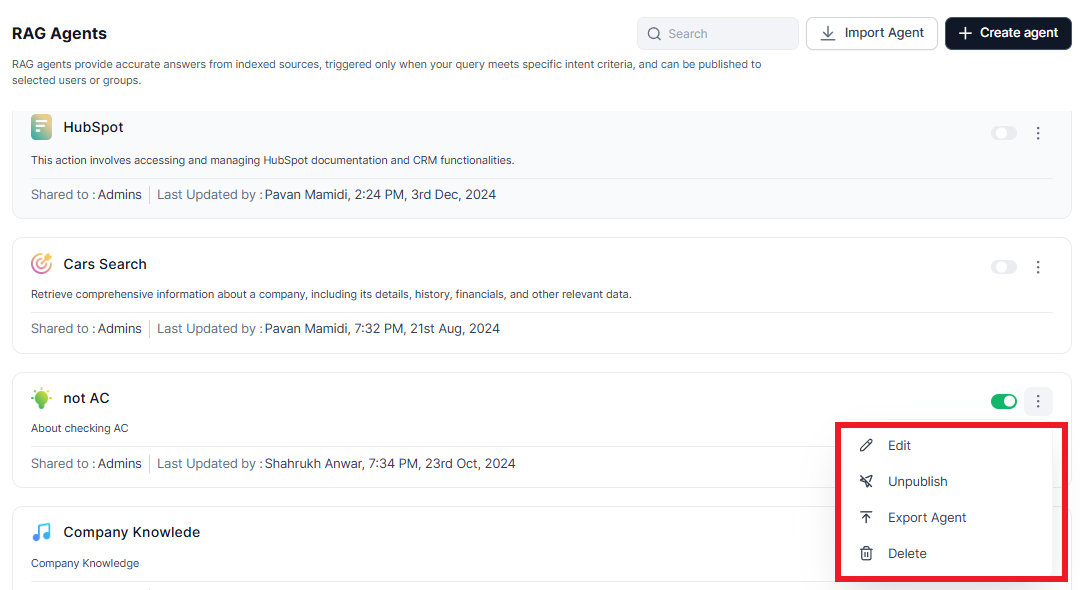 RAG Agents
Search
Import Agent
Create agent
RAG agents provide accurate answers from indexed sources, triggered only when your query meets specific intent criteria, and can be published to
selected users or groups.
HubSpot
This action involves accessing and managing HubSpot documentation and CRM functionalities.
Shared to : Admins Last Updated by : Pavan Mamidi, 2:24 PM, 3rd Dec, 2024
Cars Search
Retrieve comprehensive information about a company, including its details, history, financials, and other relevant data.
Shared to : Admins Last Updated by : Pavan Mamidi, 7:32 PM, 21st Aug, 2024
not AC
About checking AC
Shared to : Admins Last Updated by : Shahrukh Anwar, 7:34 PM, 23rd Oct, 2024
Edit
Unpublish
Export Agent
Delete
Company Knowlede
Company Knowledge